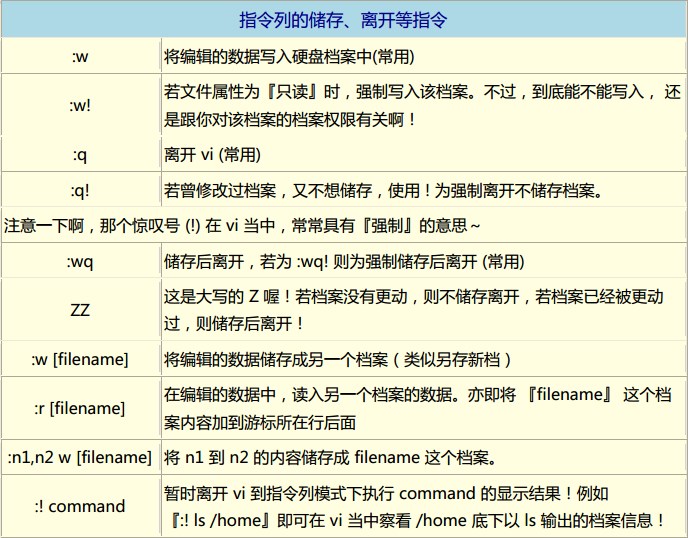 指令列的储存、离开等指令
:w 将编辑的数据写入硬盘档案中(常用)
:w! 若文件属性为『只读』时，强制写入该档案。不过，到底能不能写入， 还
是跟你对该档案的档案权限有关啊！
:q 离开 vi (常用)
:q! 若曾修改过档案，又不想储存，使用 ! 为强制离开不储存档案。
注意一下啊，那个惊叹号 (!) 在 vi 当中，常常具有『强制』的意思～
:wq 储存后离开，若为 :wq! 则为强制储存后离开 (常用)
ZZ 这是大写的 Z 喔！若档案没有更动，则不储存离开，若档案已经被更动
过，则储存后离开！
:w [filename] 将编辑的数据储存成另一个档案（类似另存新档）
:r [filename] 在编辑的数据中，读入另一个档案的数据。亦即将 『filename』 这个档
案内容加到游标所在行后面
:n1,n2 w [filename] 将 n1 到 n2 的内容储存成 filename 这个档案。
:! command 暂时离开 vi 到指令列模式下执行 command 的显示结果！例如
『:! ls /home』即可在 vi 当中察看 /home 底下以 ls 输出的档案信息！